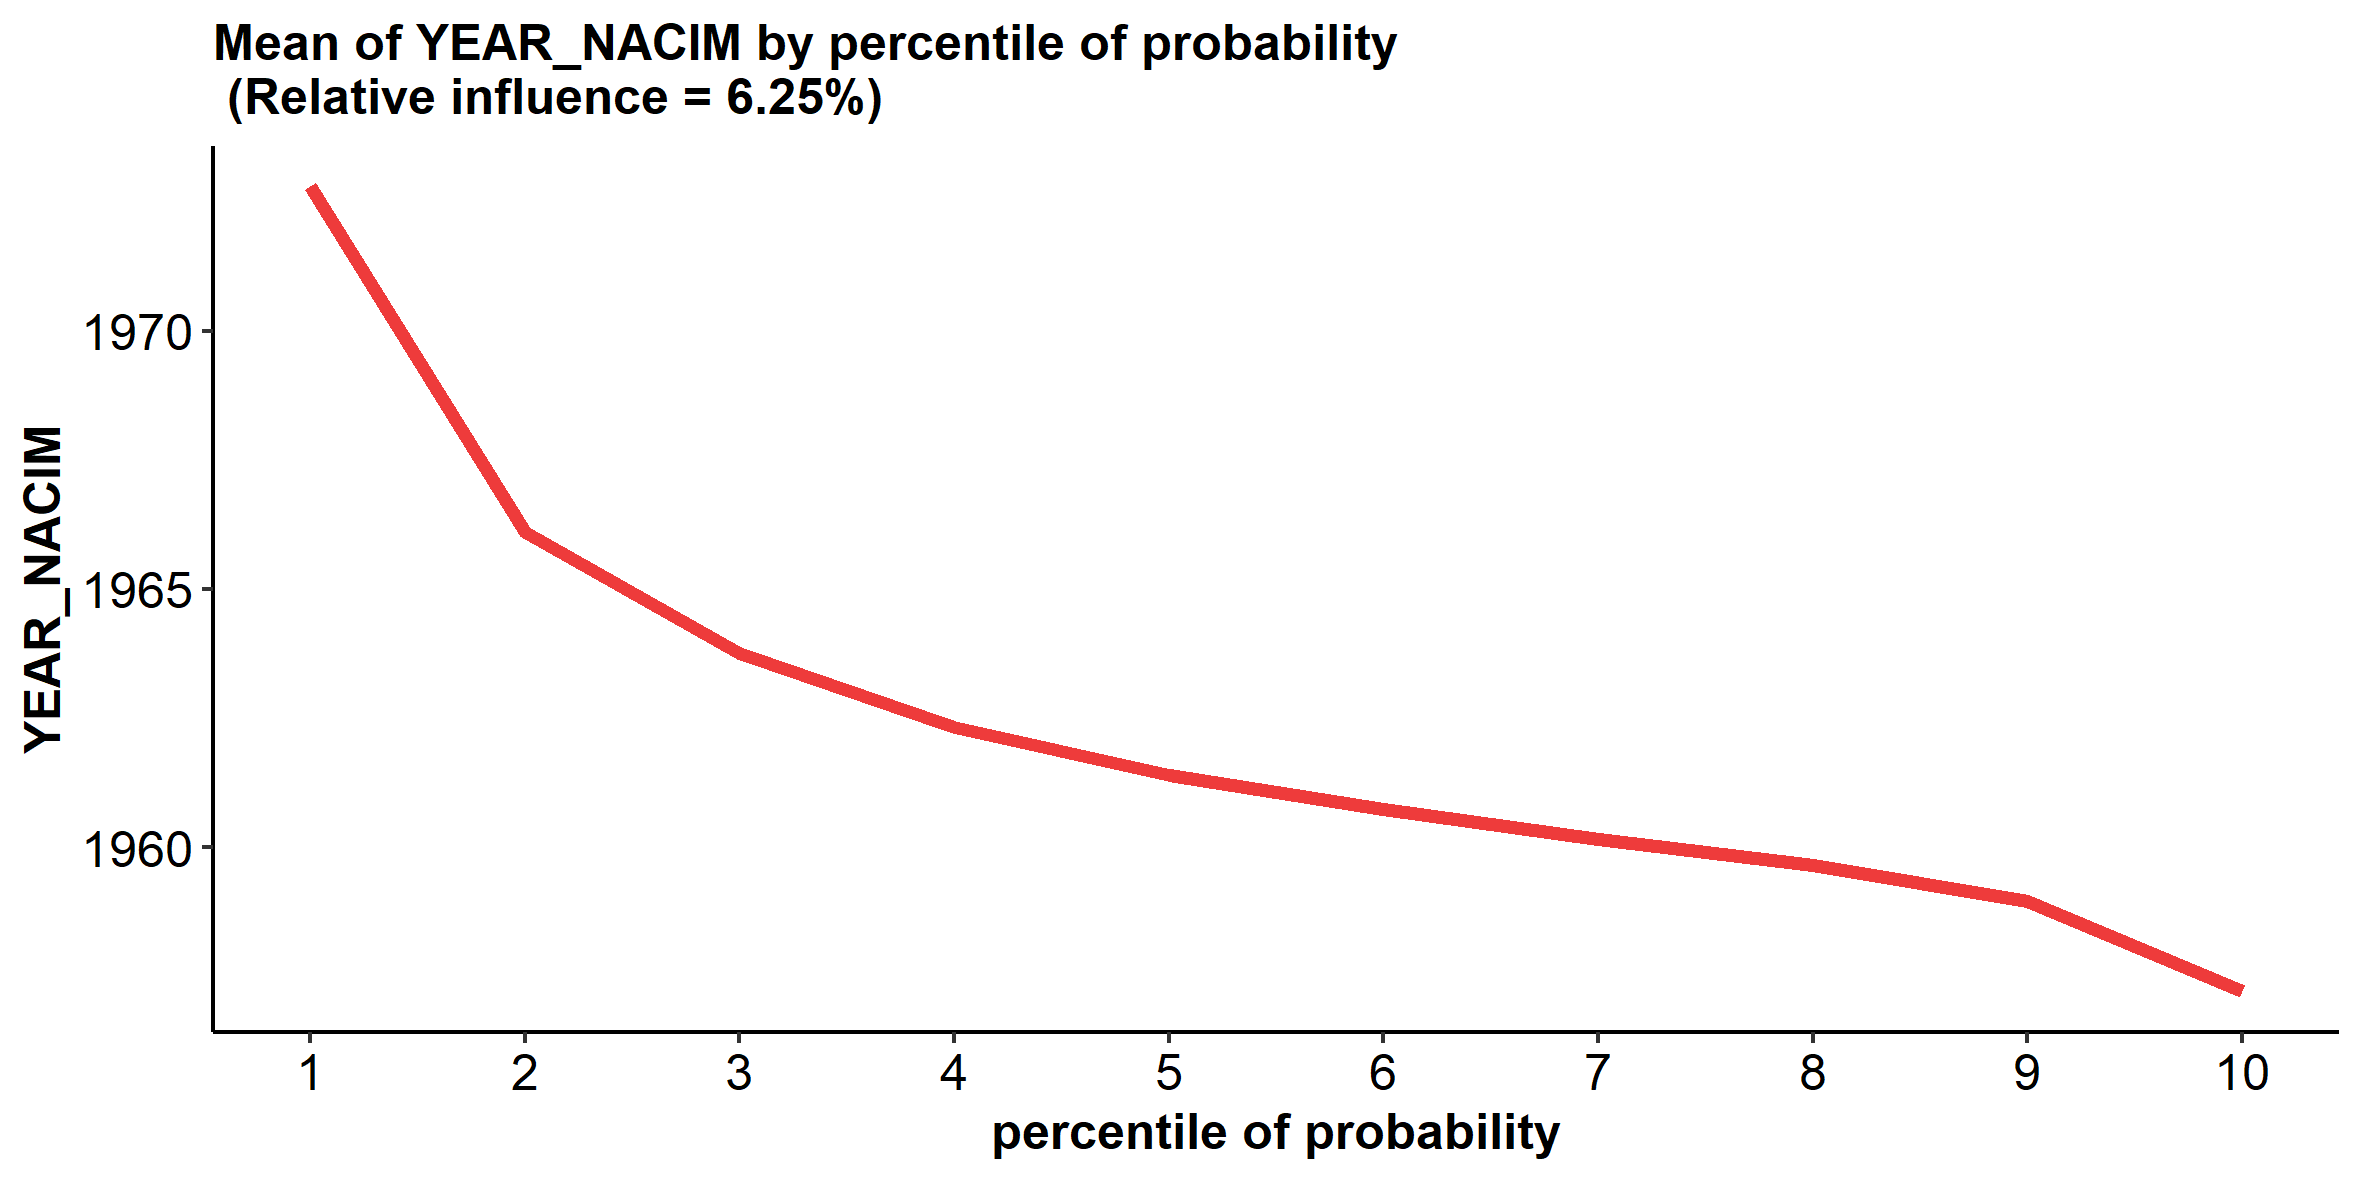 Mean of YEAR_NACIM by percentile of probability
(Relative influence = 6.25%)
YEAR_NACIM
1970
1965
1960
1 2 3 4 5 6 7 8 9 10
percentile of probability